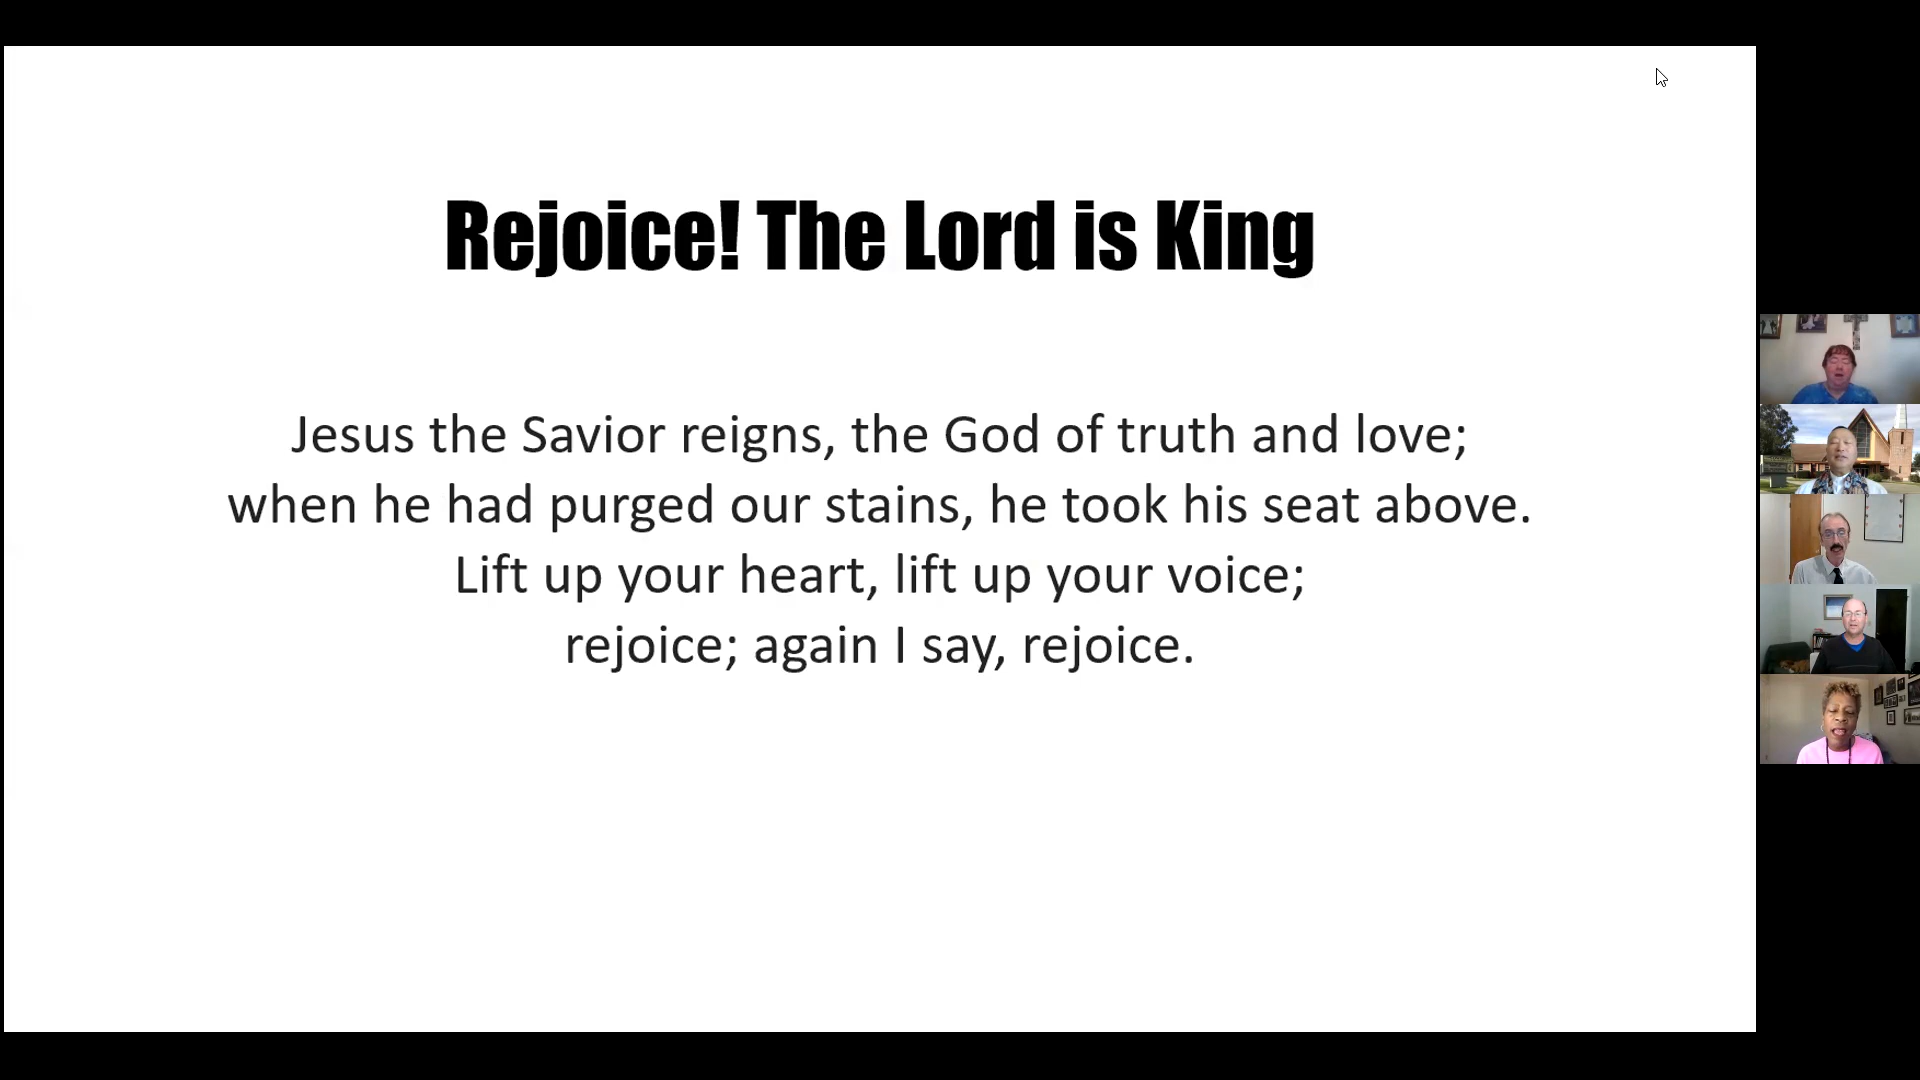 Rejoice! The Lord is King
Jesus the Savior reigns, the God of truth and love;
when he had purged our stains, he took his seat above.
Lift up your heart, lift up your voice;
rejoice; again I say, rejoice.